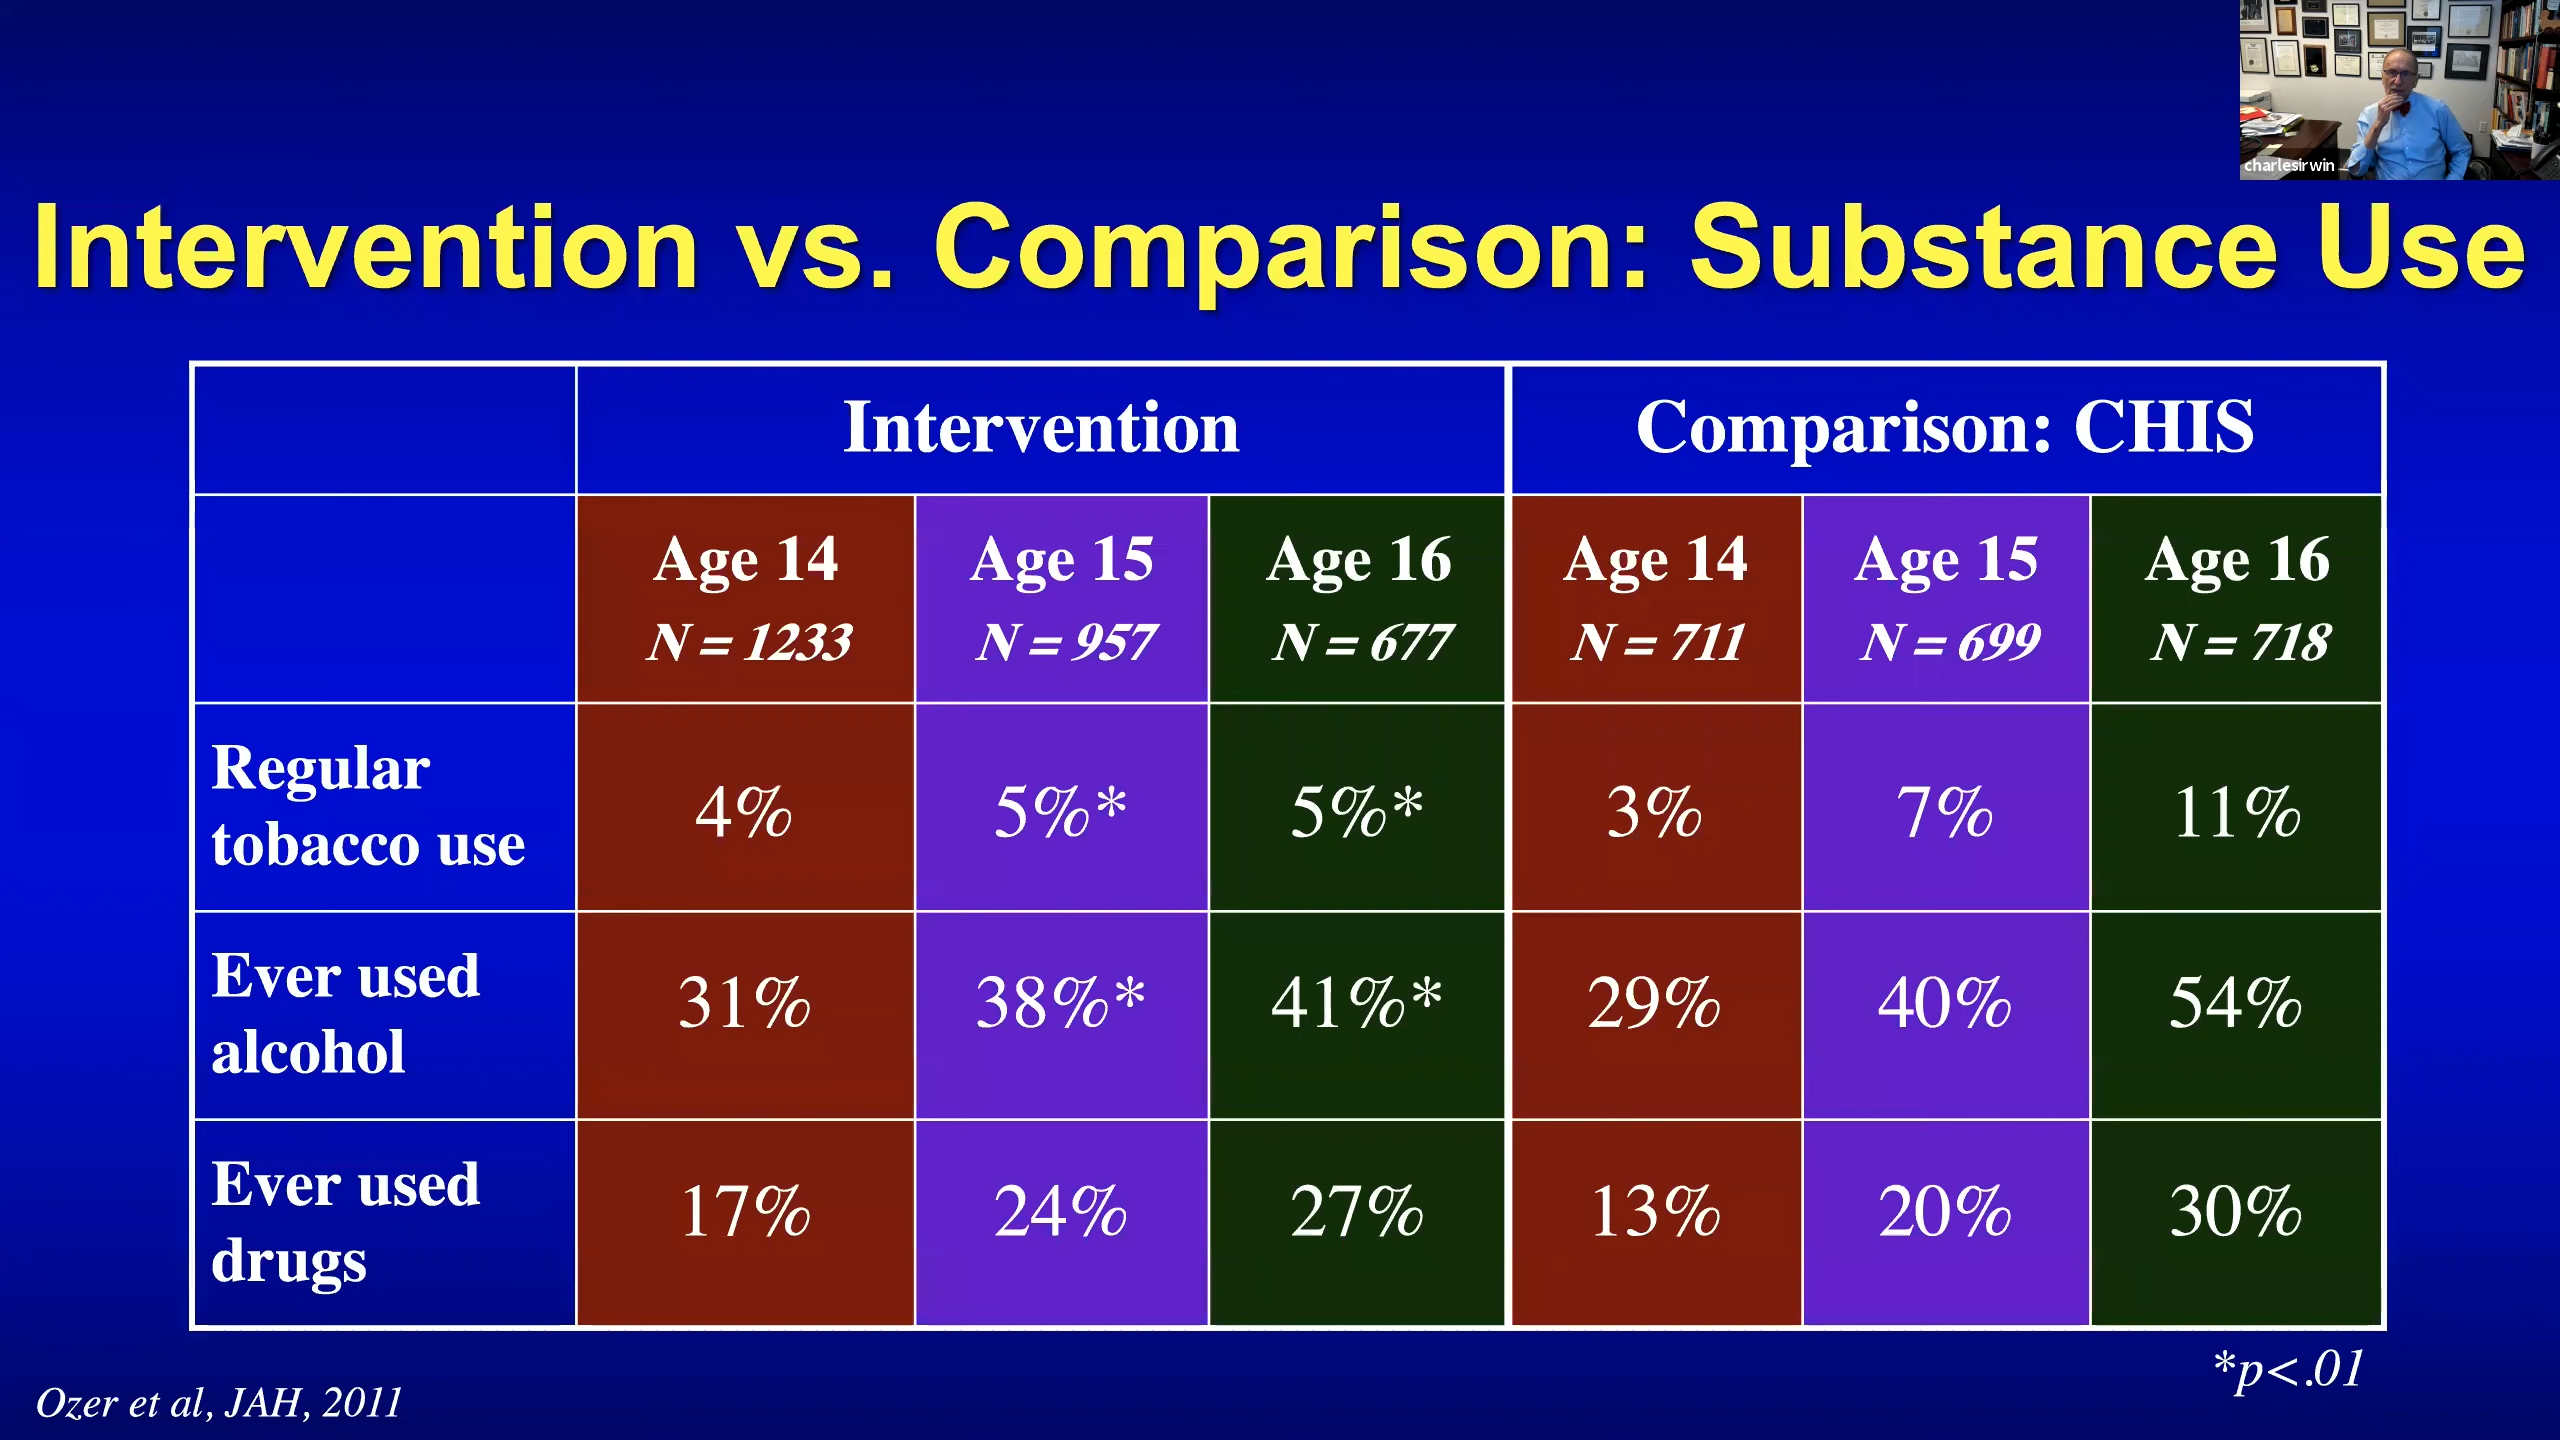 charlesirwin
Intervention vs. Comparison: Substance Use
Intervention Comparison: CHIS
Age 14 Age 15 Age 16 Age 14 Age 15 Age 16
N = 1233 N = 957 N = 677 N = 711 N = 699 N = 718
Regular
tobacco use
4% 5%* 5%* 3% 7% 11%
Ever used
alcohol
31% 38%* 41%* 29% 40% 54%
Ever used
drugs
17% 24% 27% 13% 20% 30%
*p<.01
Ozer et al, JAH, 2011